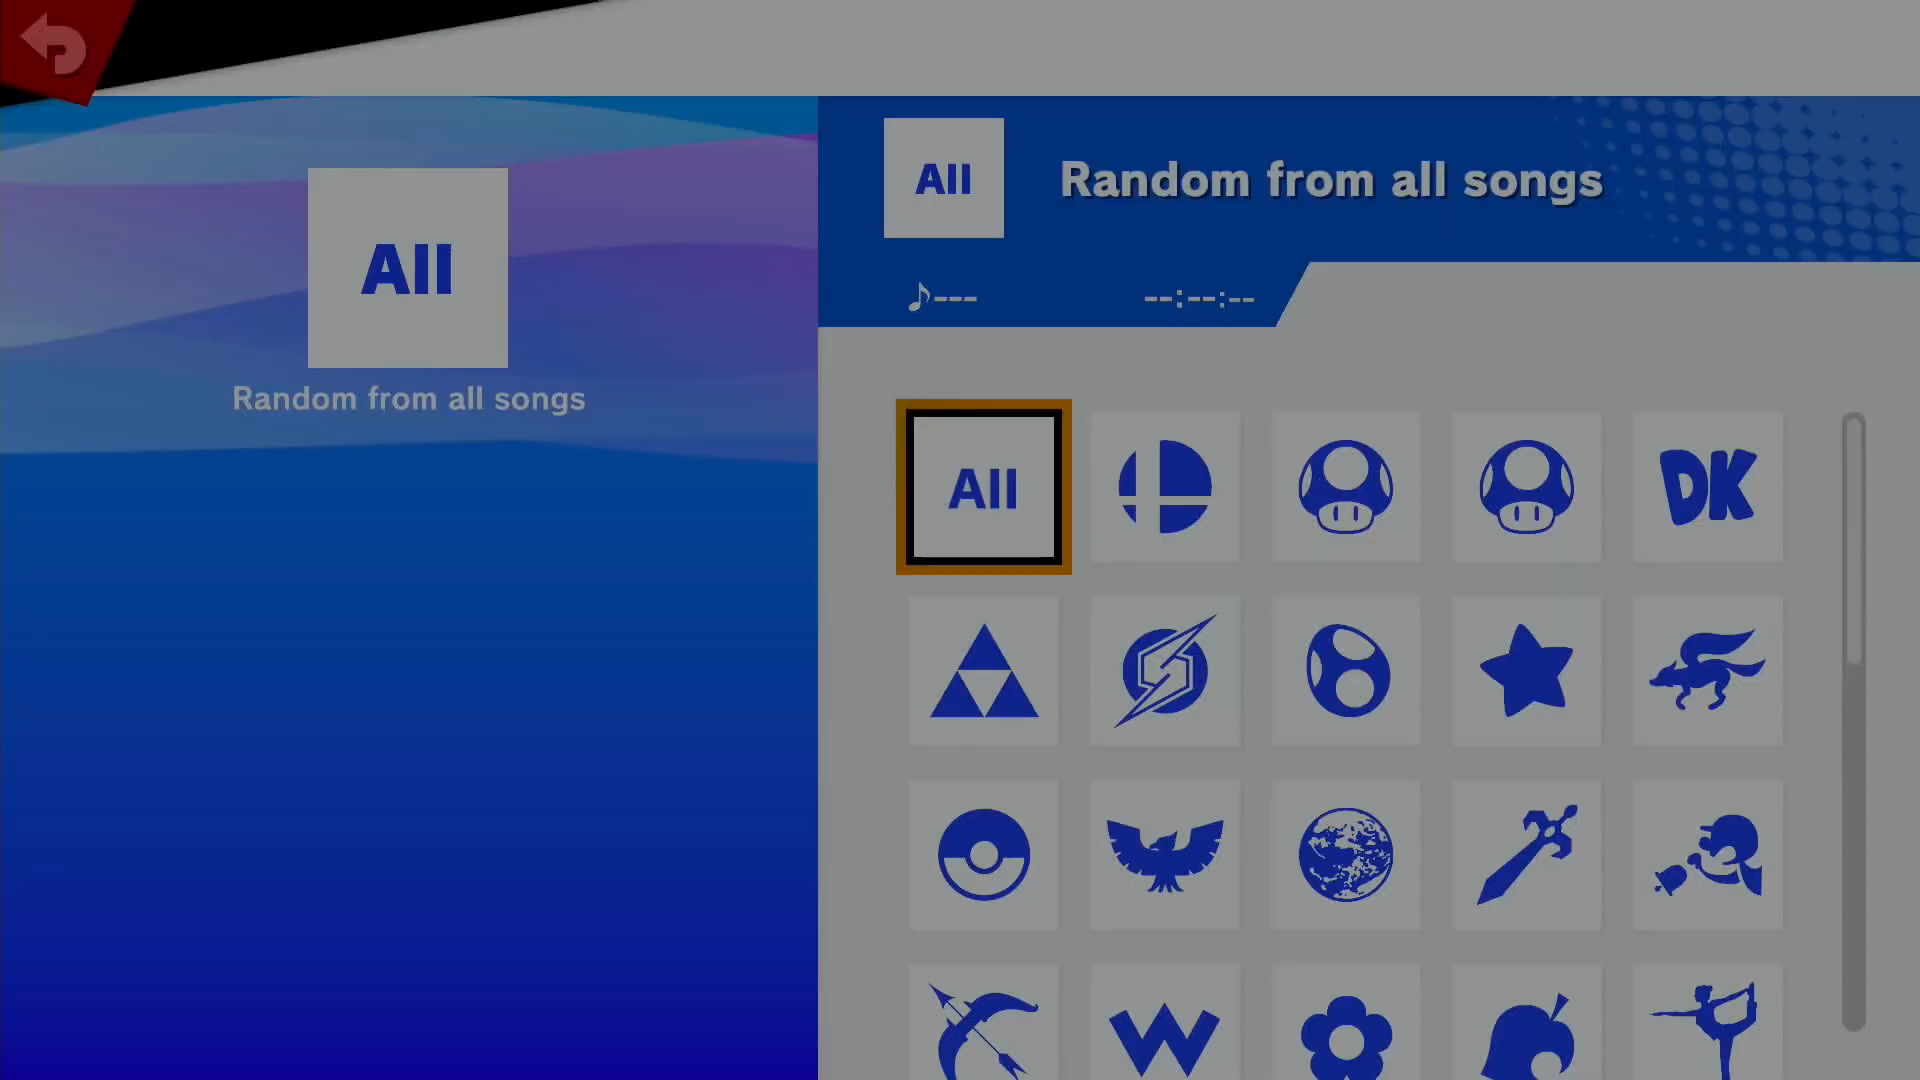 All
Random from all songs
All
Random from all songs
♪---
--:--:--
All
DK